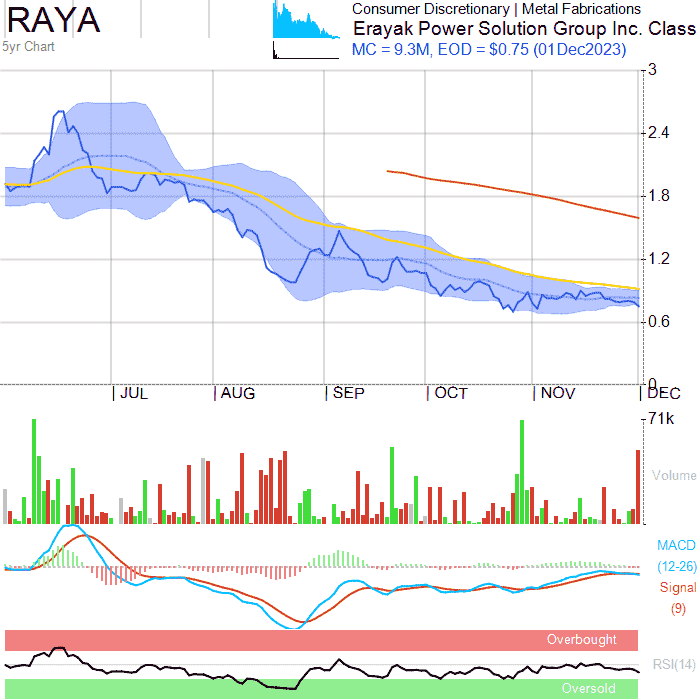 RAYA
5yr Chart
Consumer Discretionary | Metal Fabrications
Erayak Power Solution Group Inc. Class
MC = 9.3M, EOD = $0.75 (01Dec2023)
3
2.4
1.8
1.2
0.6
0
JUL
AUG
SEP
OCT
NOV
DEC
71k
Volume
MACD
(12-26)
Signal
(9)
Overbought
RSI(14)
Oversold